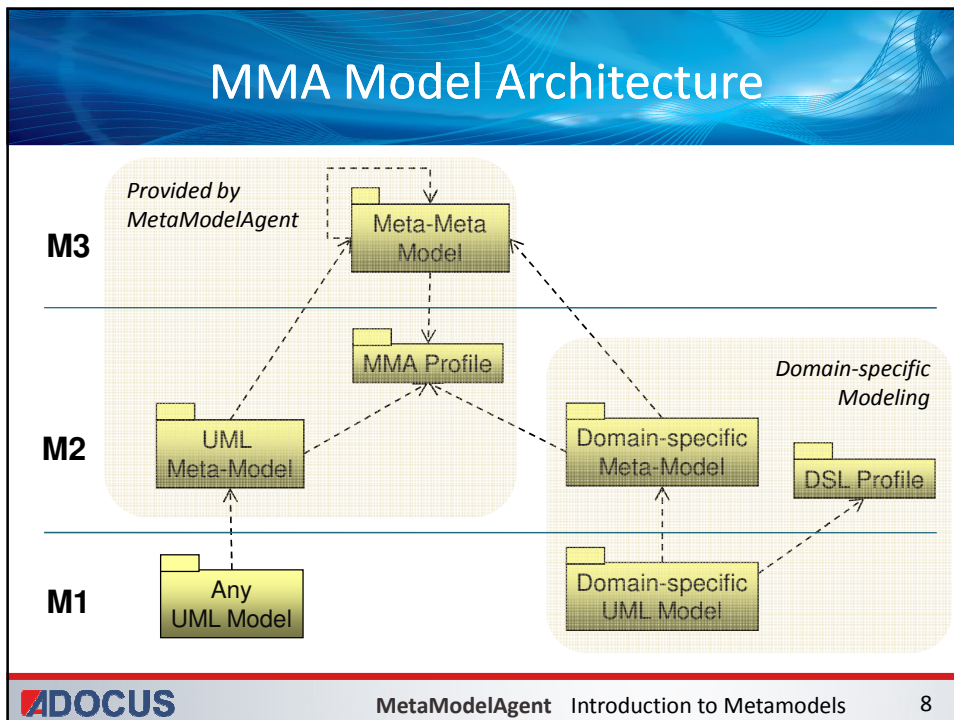 MMA Model Architecture
Provided by
MetaModelAgent
M3
Meta-Meta
Model
MMA Profile
Domain-specific
Modeling
M2
UML
Meta-Model
Domain-specific
Meta-Model
DSL Profile
M1
Any
UML Model
Domain-specific
UML Model
ADOCUS
MetaModelAgent Introduction to Metamodels 8